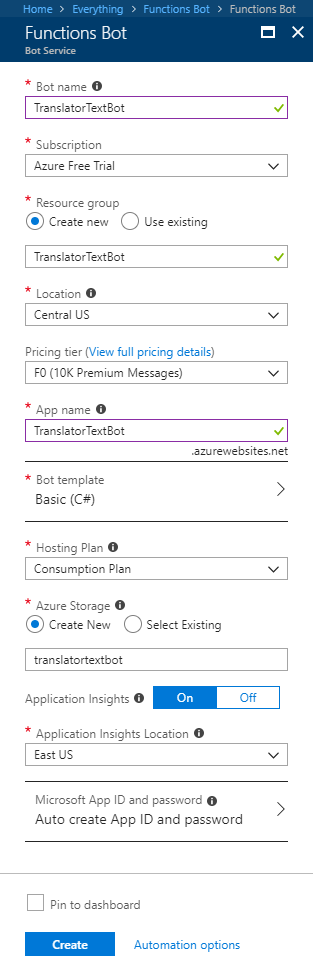 Home > Everything > Functions Bot > Functions Bot
Functions Bot
Bot Service
* Bot name
TranslatorTextBot
* Subscription
Azure Free Trial
* Resource group
Create new Use existing
TranslatorTextBot
* Location
Central US
Pricing tier (View full pricing details)
F0 (10K Premium Messages)
* App name
TranslatorTextBot
.azurewebsites.net
* Bot template
Basic (C#)
* Hosting Plan
Consumption Plan
* Azure Storage
Create New Select Existing
translatortextbot
Application Insights On Off
* Application Insights Location
East US
Microsoft App ID and password
Auto create App ID and password
Pin to dashboard
Create Automation options